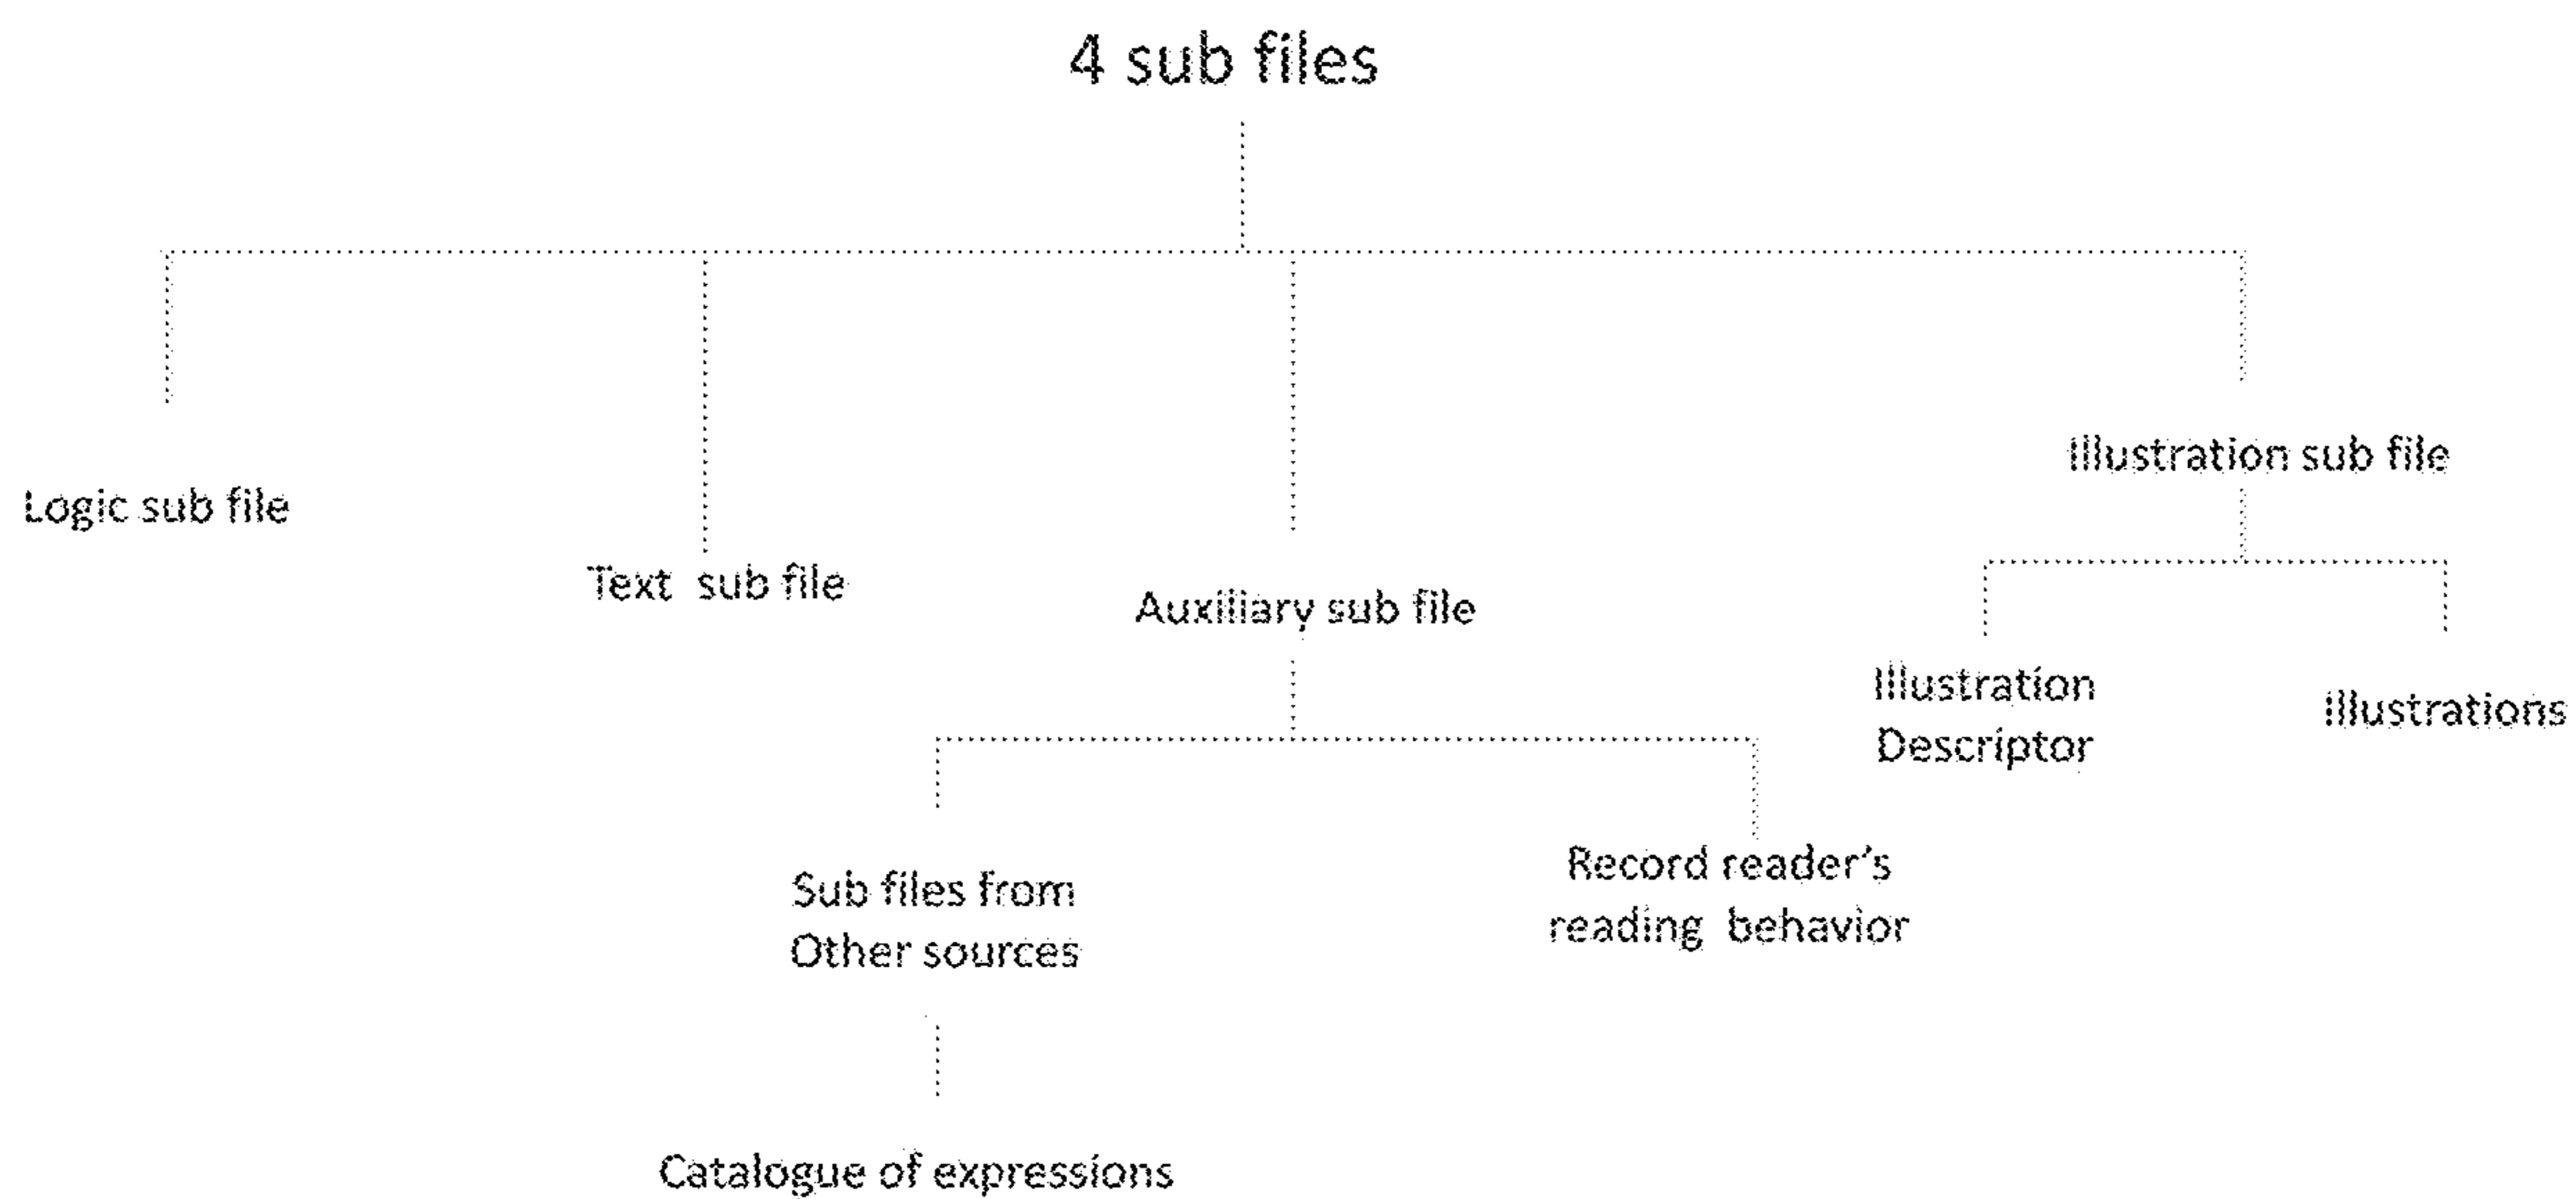 4 sub files
Logic sub file
Text sub file
Auxiliary sub file
Illustration sub file
Illustration
Descriptor
Illustrations
Sub files from
Other sources
Record reader's
reading behavior
Catalogue of expressions